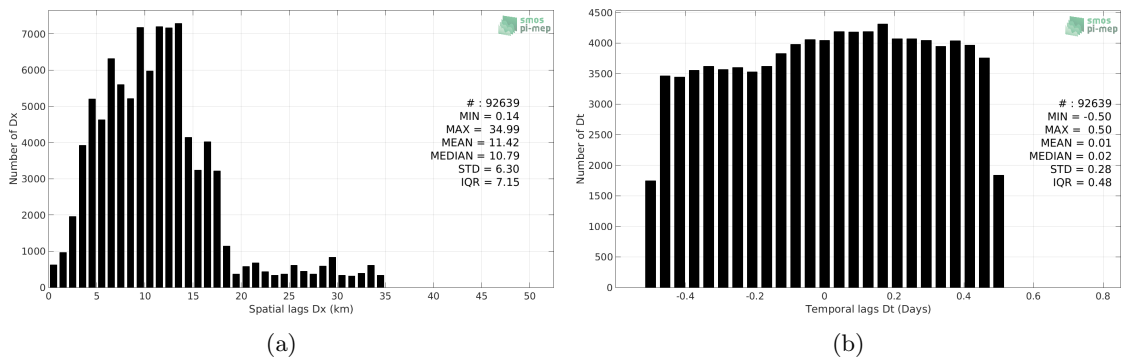 smos
pi-mep
7000
6000
5000
4000
3000
2000
1000
0
Number of Dx
# : 92639
MIN = 0.14
MAX = 34.99
MEAN = 11.42
MEDIAN = 10.79
STD = 6.30
IQR = 7.15
0 5 10 15 20 25 30 35 40 45 50
Spatial lags Dx (km)
(a)
smos
pi-mep
4500
4000
3500
3000
2500
2000
1500
1000
500
0
Number of Dt
# : 92639
MIN = -0.50
MAX = 0.50
MEAN = 0.01
MEDIAN = 0.02
STD = 0.28
IQR = 0.48
-0.4 -0.2 0 0.2 0.4 0.6 0.8
Temporal lags Dt (Days)
(b)